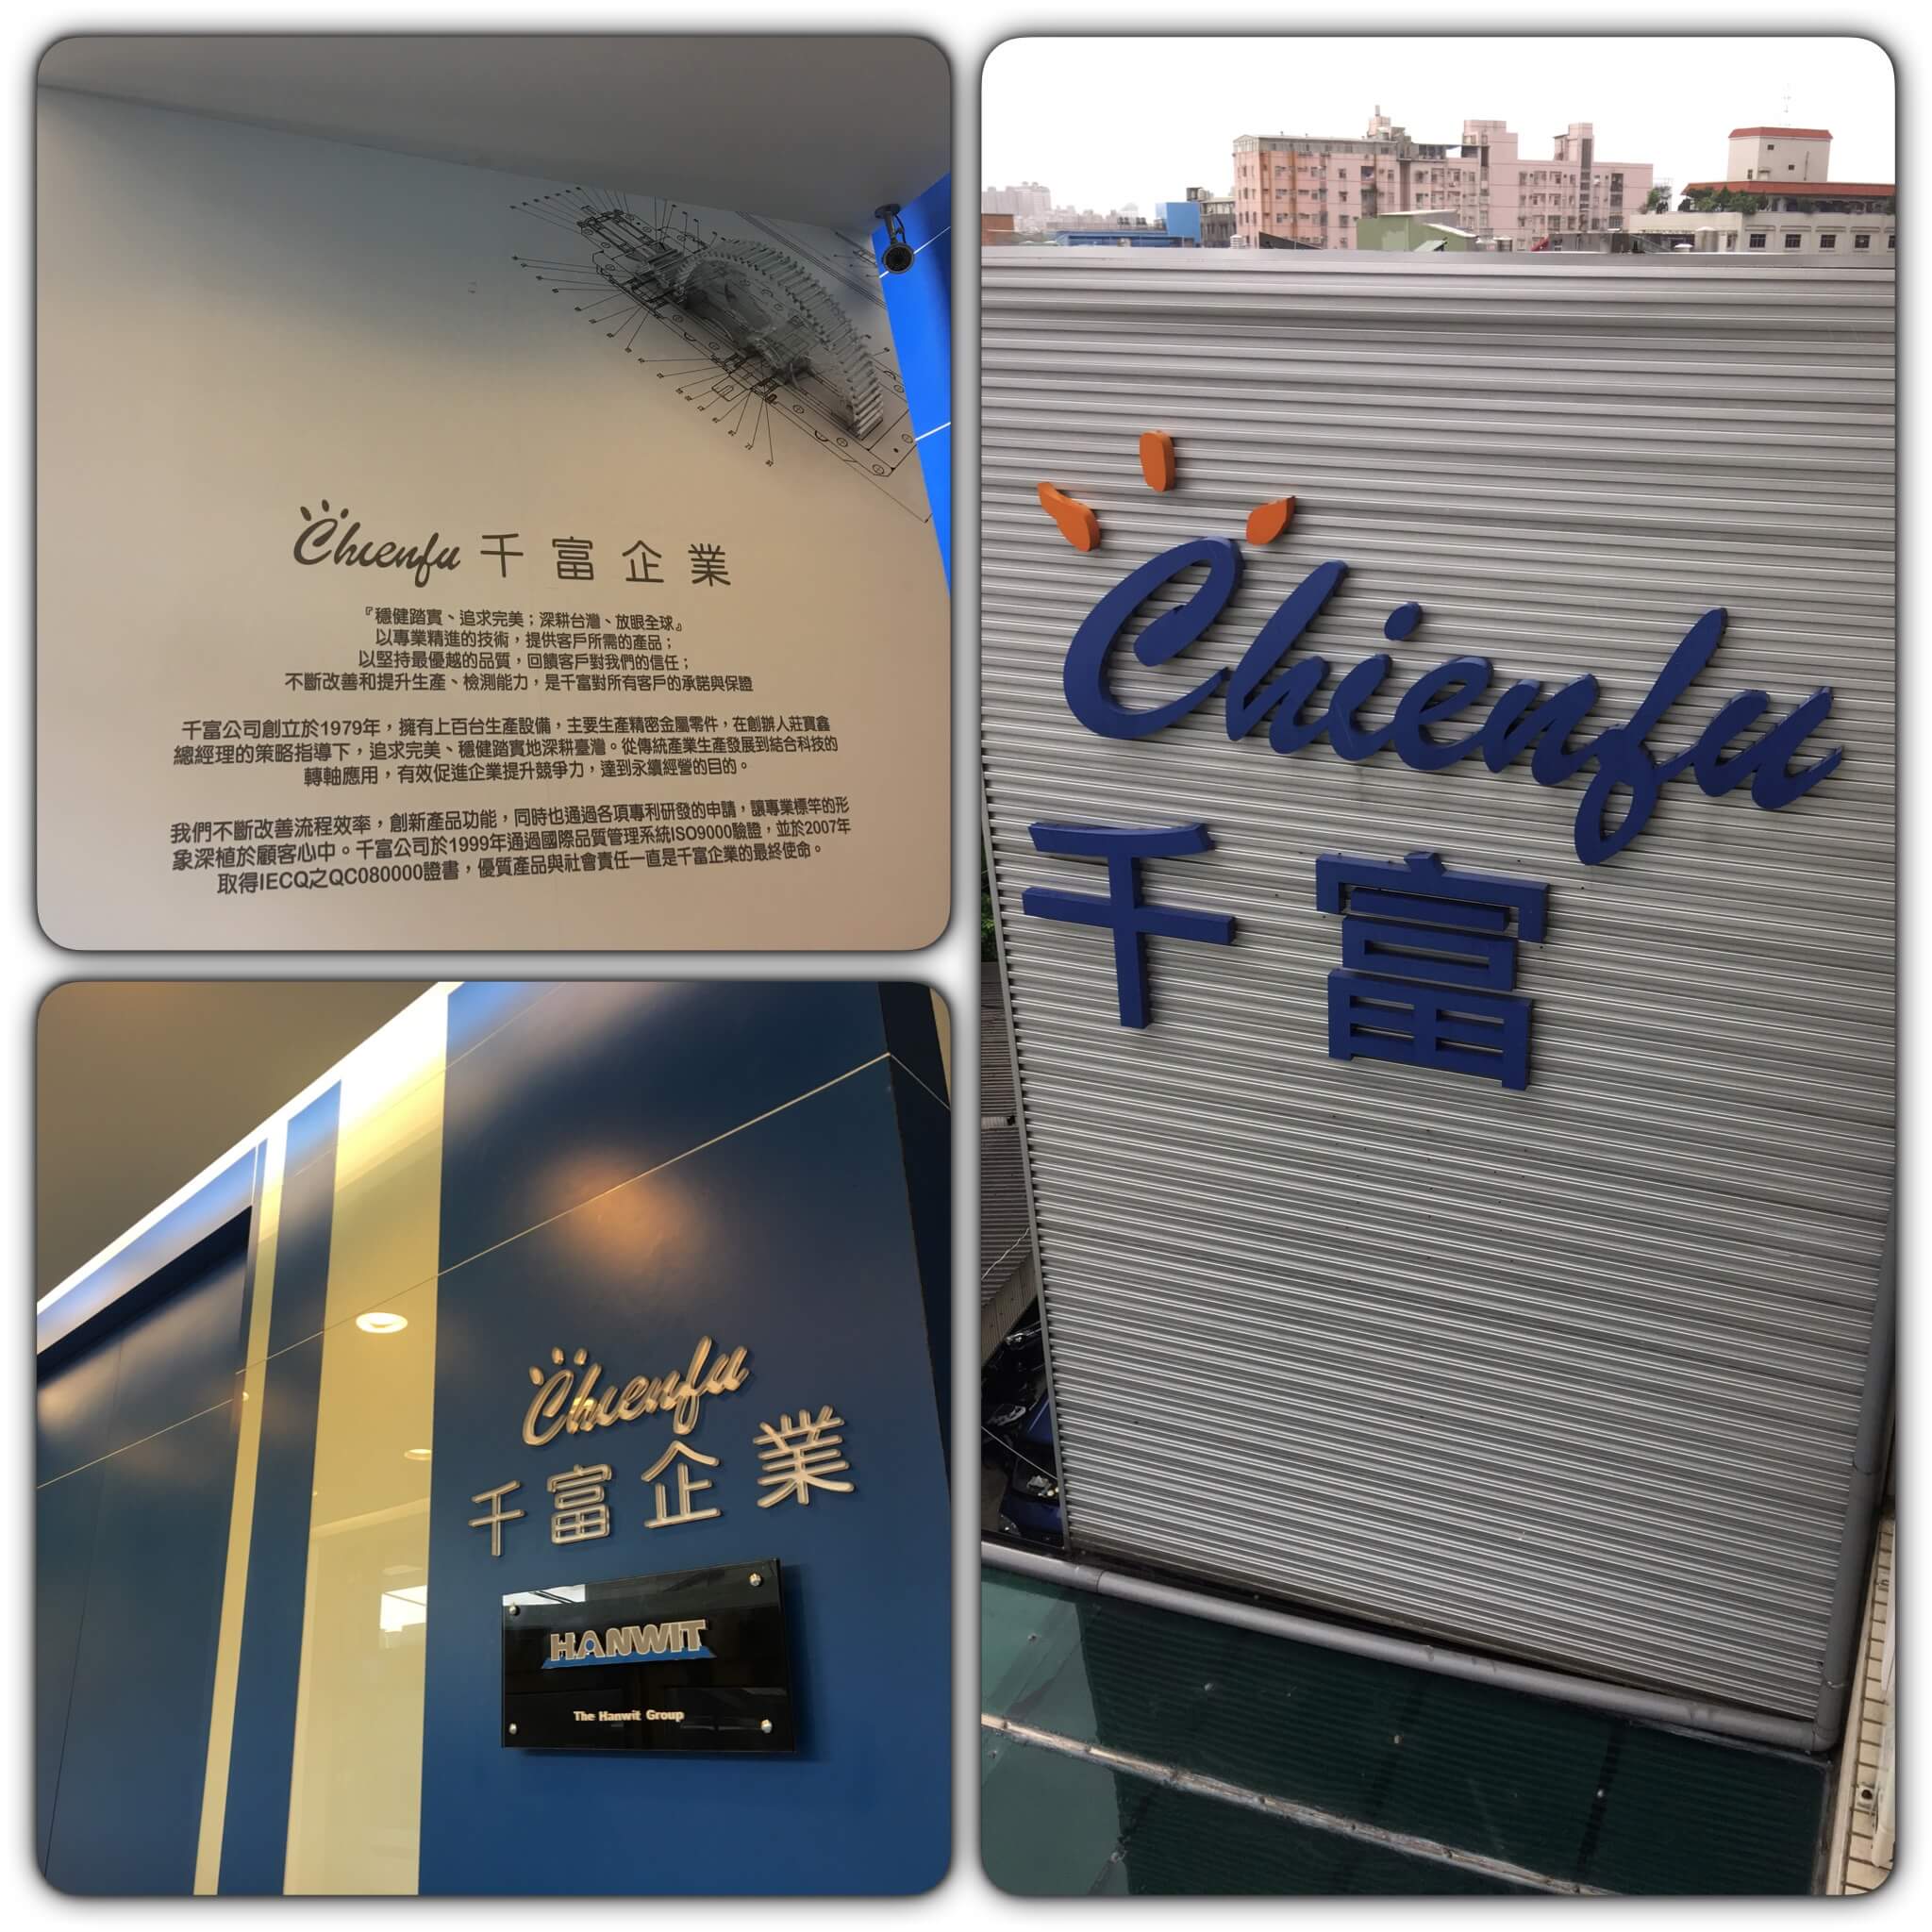 Chienfu 千富企業
『穩健踏實、追求完美；深耕台灣、放眼全球』
以專業精進的技術，提供客戶所需的產品；
以堅持最優越的品質，回饋客戶對我們的信任；
不斷改善和提升生產、檢測能力，是千富對所有客戶的承諾與保證
千富公司創立於1979年，擁有上百台生產設備，主要生產精密金屬零件，在創辦人莊寶鑫
總經理的策略指導下，追求完美、穩健踏實地深耕臺灣。從傳統產業生產發展到結合科技的
轉軸應用，有效促進企業提升競爭力，達到永續經營的目的。
我們不斷改善流程效率，創新產品功能，同時也通過各項專利研發的申請，讓專業標竿的形
象深植於顧客心中。千富公司於1999年通過國際品質管理系統ISO9000驗證，並於2007年
取得IECQ之QC080000證書，優質產品與社會責任一直是千富企業的最終使命。
Chienfu
千富企業
HANWIT
The Hanwit Group
Chienfu
千富